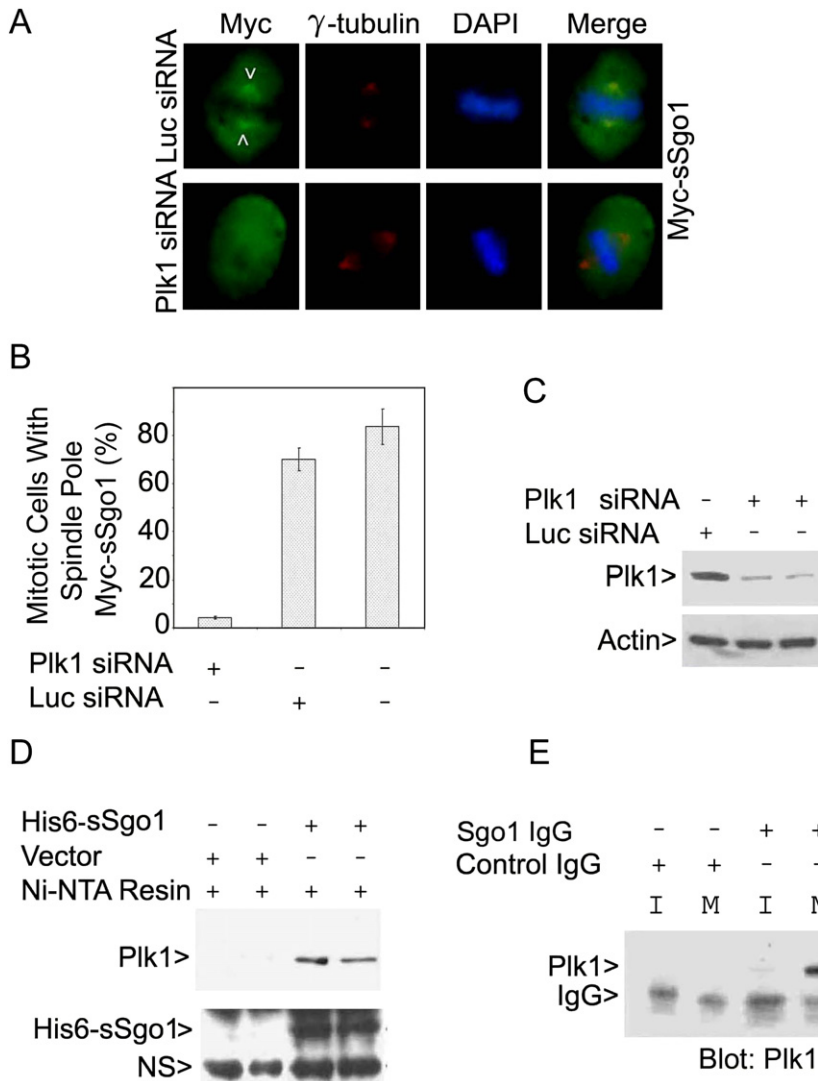 A
Myc γ-tubulin DAPI Merge
Luc siRNA
Plk1 siRNA
Myc-sSgo1
B
Mitotic Cells With
Spindle Pole
Myc-sSgo1 (%)
80
60
40
20
0
Plk1 siRNA + - -
Luc siRNA - + -
C
Plk1 siRNA - + +
Luc siRNA + - -
Plk1>
Actin>
D
His6-sSgo1 - - + +
Vector + + - -
Ni-NTA Resin + + + +
Plk1>
His6-sSgo1>
NS>
E
Sgo1 IgG - - + +
Control IgG + + -
I M I
Plk1>
IgG>
Blot: Plk1